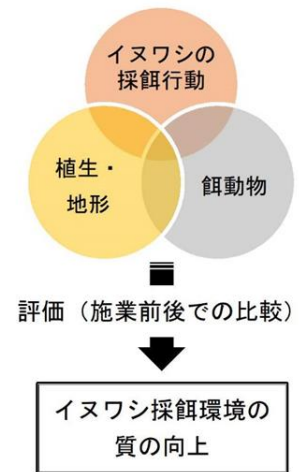 イヌワシの
採餌行動
植生・
地形
餌動物
評価（施業前後での比較）
イヌワシ採餌環境の
質の向上